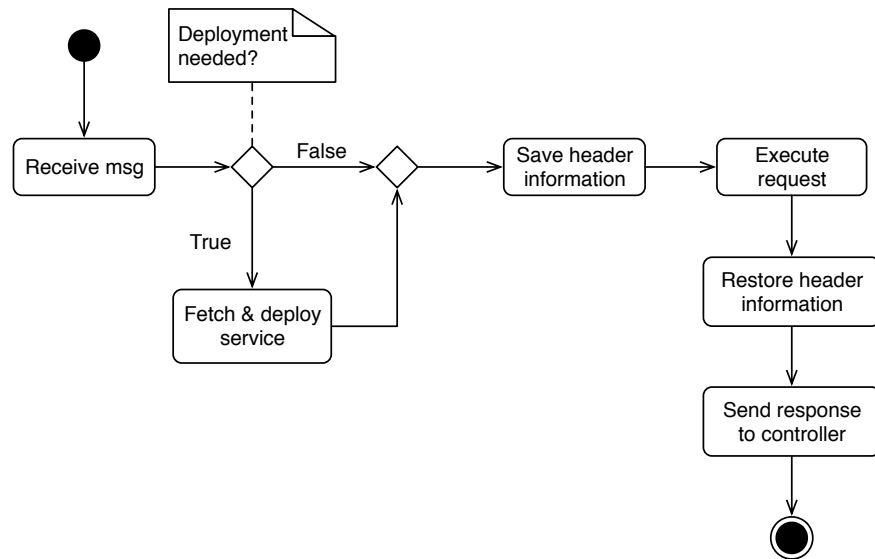 Deployment
needed?
Receive msg
False
Save header
information
Execute
request
True
Fetch & deploy
service
Restore header
information
Send response
to controller